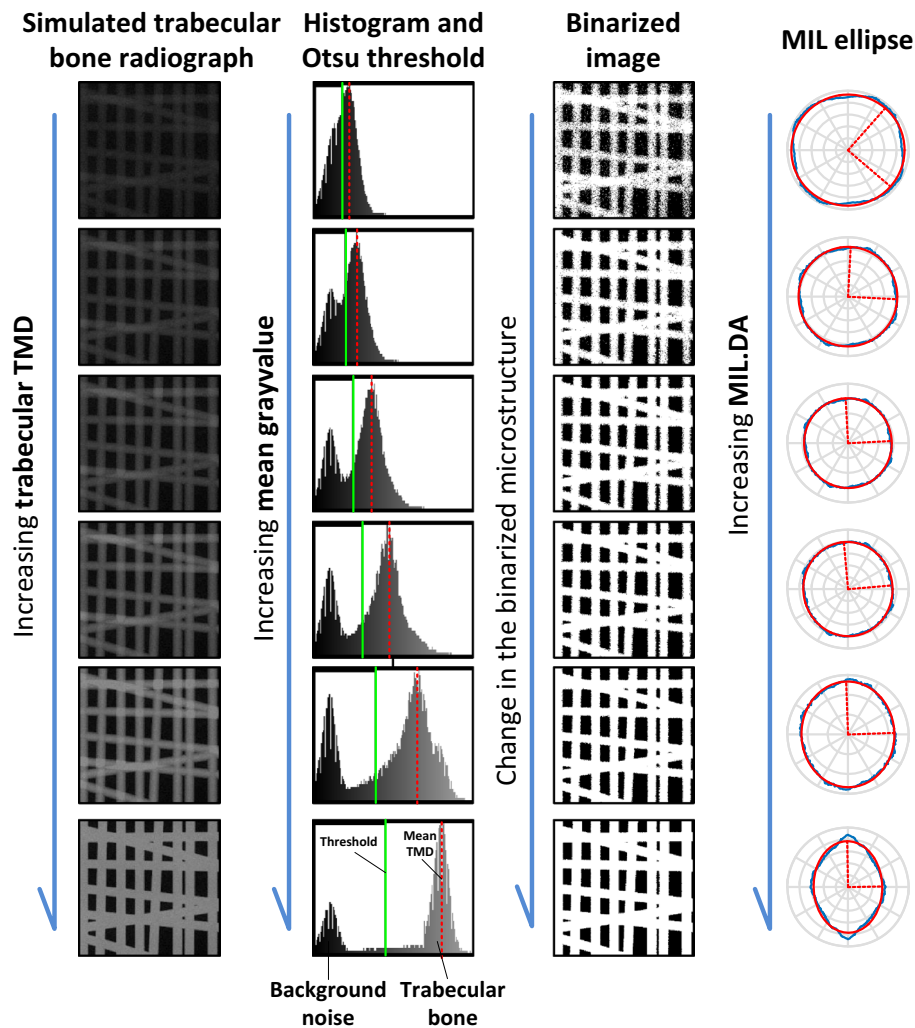 Simulated trabecular
bone radiograph
Histogram and
Otsu threshold
Binarized
image
MIL ellipse
Increasing trabecular TMD
Increasing mean grayvalue
Change in the binarized microstructure
Increasing MIL.DA
Threshold
Mean
TMD
Background
noise
Trabecular
bone